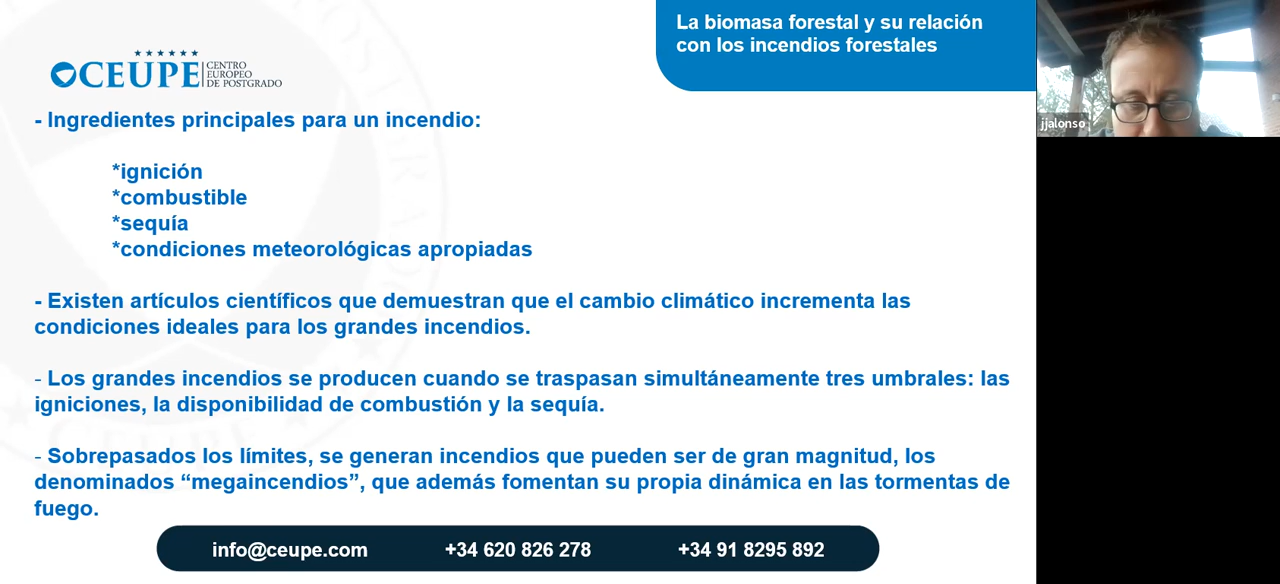 La biomasa forestal y su relación
con los incendios forestales
CEUPE
CENTRO
EUROPEO
DE POSTGRADO
jjalonso
- Ingredientes principales para un incendio:
*ignición
*combustible
*sequía
*condiciones meteorológicas apropiadas
- Existen artículos científicos que demuestran que el cambio climático incrementa las
condiciones ideales para los grandes incendios.
- Los grandes incendios se producen cuando se traspasan simultáneamente tres umbrales: las
igniciones, la disponibilidad de combustión y la sequía.
- Sobrepasados los límites, se generan incendios que pueden ser de gran magnitud, los
denominados “megaincendios”, que además fomentan su propia dinámica en las tormentas de
fuego.
info@ceupe.com +34 620 826 278 +34 91 8295 892